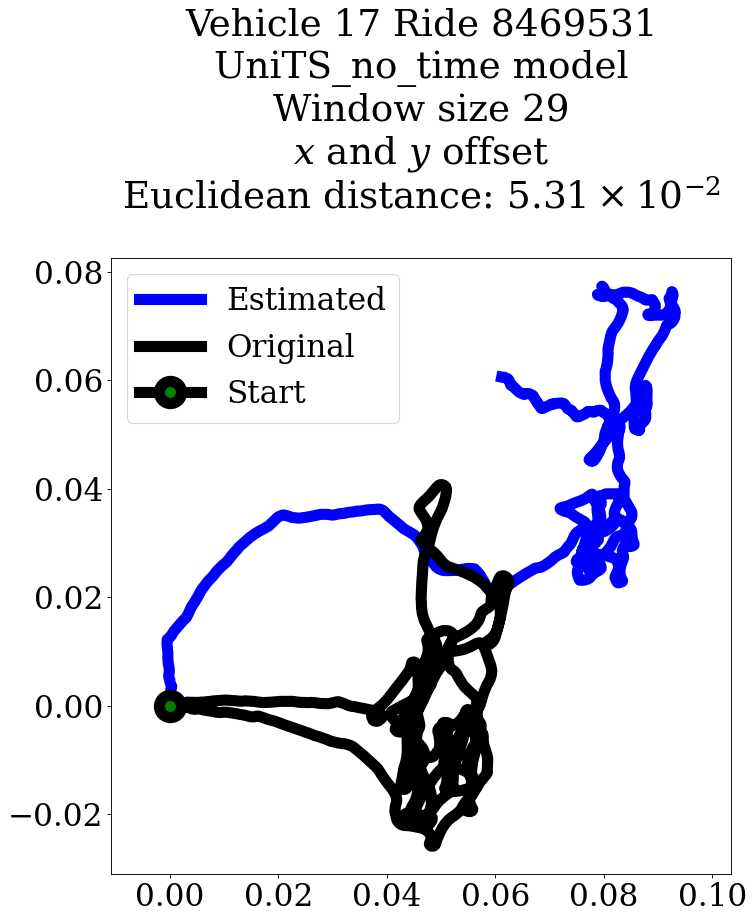 Vehicle 17 Ride 8469531
UniTS_no_time model
Window size 29
x and y offset
Euclidean distance: 5.31 × 10⁻²
Estimated
Original
Start
0.08
0.06
0.04
0.02
0.00
−0.02
0.00 0.02 0.04 0.06 0.08 0.10